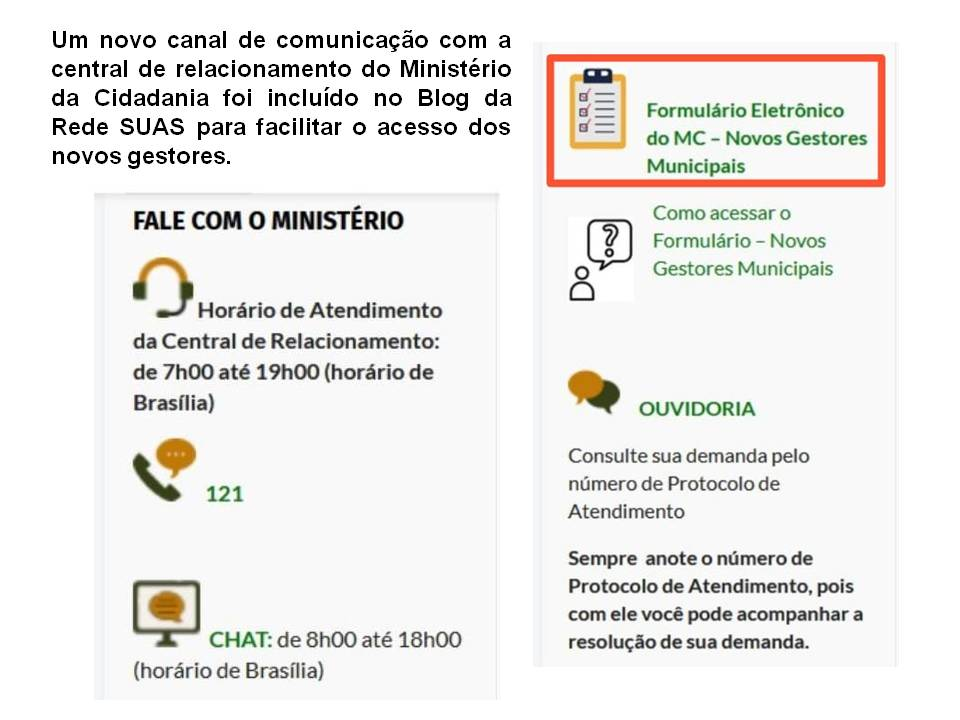 Um novo canal de comunicação com a
central de relacionamento do Ministério
da Cidadania foi incluído no Blog da
Rede SUAS para facilitar o acesso dos
novos gestores.
FALE COM O MINISTÉRIO
Horário de Atendimento
da Central de Relacionamento:
de 7h00 até 19h00 (horário de
Brasília)
121
CHAT: de 8h00 até 18h00
(horário de Brasília)
Formulário Eletrônico
do MC – Novos Gestores
Municipais
?
Como acessar o
Formulário – Novos
Gestores Municipais
OUVIDORIA
Consulte sua demanda pelo
número de Protocolo de
Atendimento
Sempre anote o número de
Protocolo de Atendimento, pois
com ele você pode acompanhar a
resolução de sua demanda.